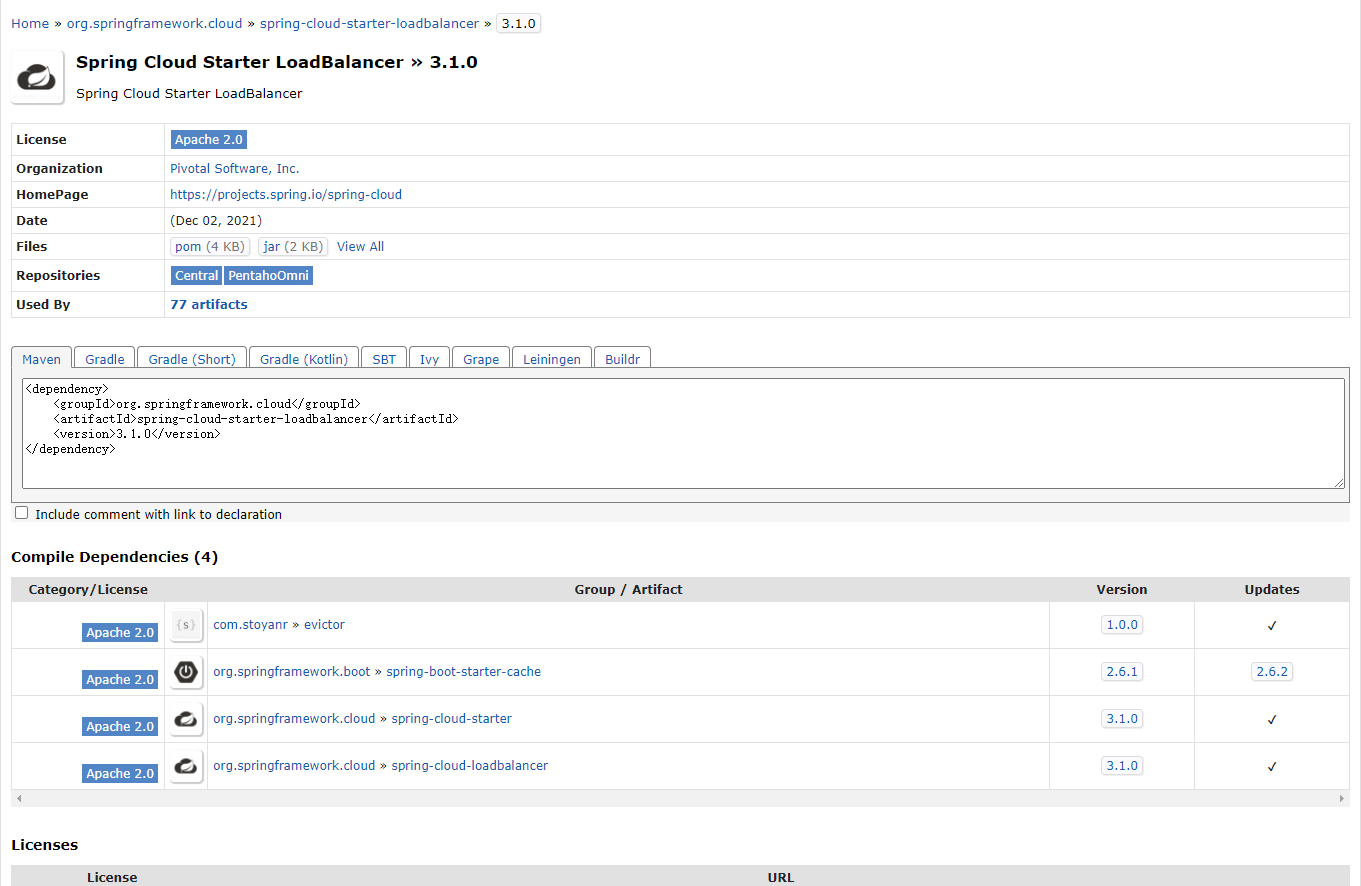 Home » org.springframework.cloud » spring-cloud-starter-loadbalancer » 3.1.0
Spring Cloud Starter LoadBalancer » 3.1.0
Spring Cloud Starter LoadBalancer
License Apache 2.0
Organization Pivotal Software, Inc.
HomePage https://projects.spring.io/spring-cloud
Date (Dec 02, 2021)
Files pom (4 KB) jar (2 KB) View All
Repositories Central PentahoOmni
Used By 77 artifacts
Maven Gradle Gradle (Short) Gradle (Kotlin) SBT Ivy Grape Leiningen Buildr
<dependency>
<groupId>org.springframework.cloud</groupId>
<artifactId>spring-cloud-starter-loadbalancer</artifactId>
<version>3.1.0</version>
</dependency>
Include comment with link to declaration
Compile Dependencies (4)
Category/License Group / Artifact Version Updates
Apache 2.0 {s} com.stoyanr » evictor 1.0.0 ✓
Apache 2.0 org.springframework.boot » spring-boot-starter-cache 2.6.1 2.6.2
Apache 2.0 org.springframework.cloud » spring-cloud-starter 3.1.0 ✓
Apache 2.0 org.springframework.cloud » spring-cloud-loadbalancer 3.1.0 ✓
Licenses
License URL